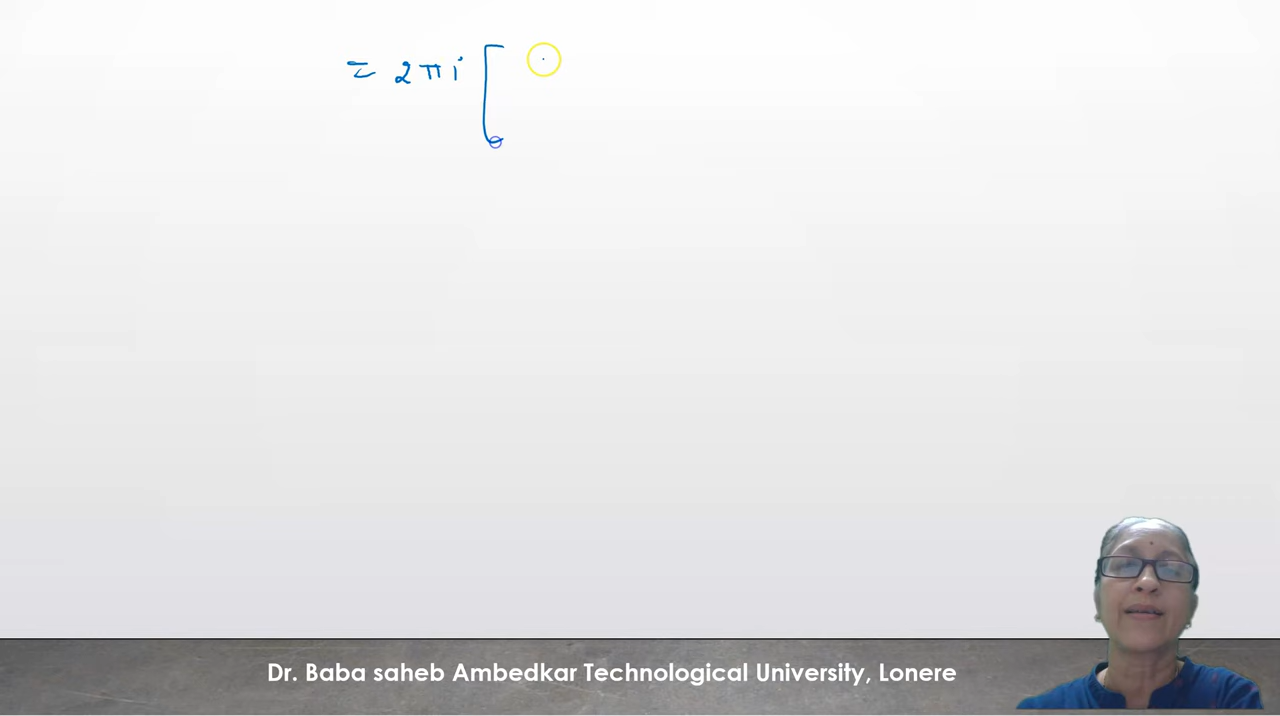 = 2πi [
Dr. Baba saheb Ambedkar Technological University, Lonere